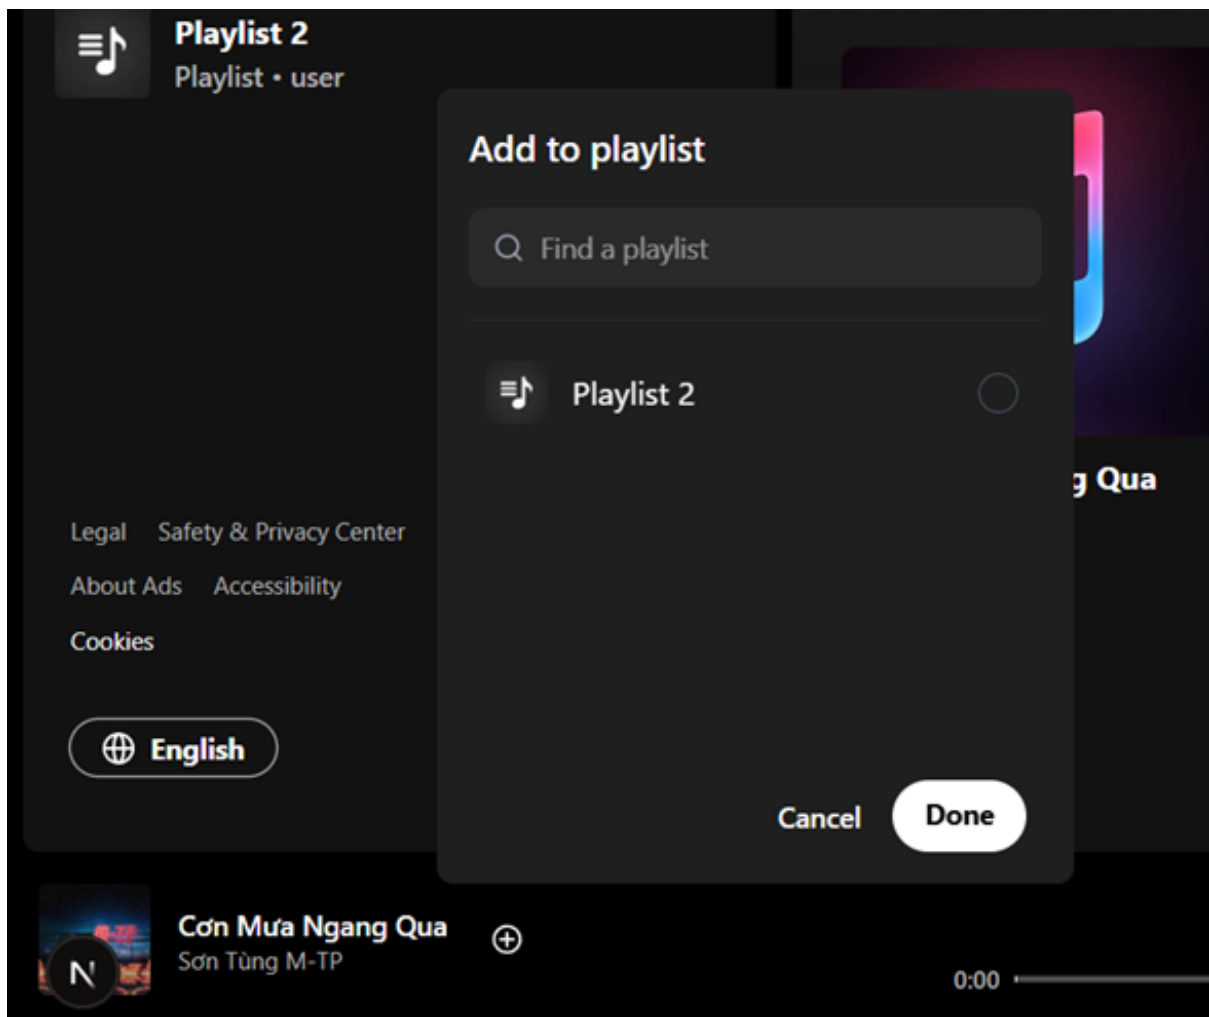 Playlist 2
Playlist • user
Add to playlist
Find a playlist
Playlist 2
g Qua
Legal Safety & Privacy Center
About Ads Accessibility
Cookies
English
Cancel Done
Cơn Mưa Ngang Qua
Sơn Tùng M-TP
M-TP
N
0:00